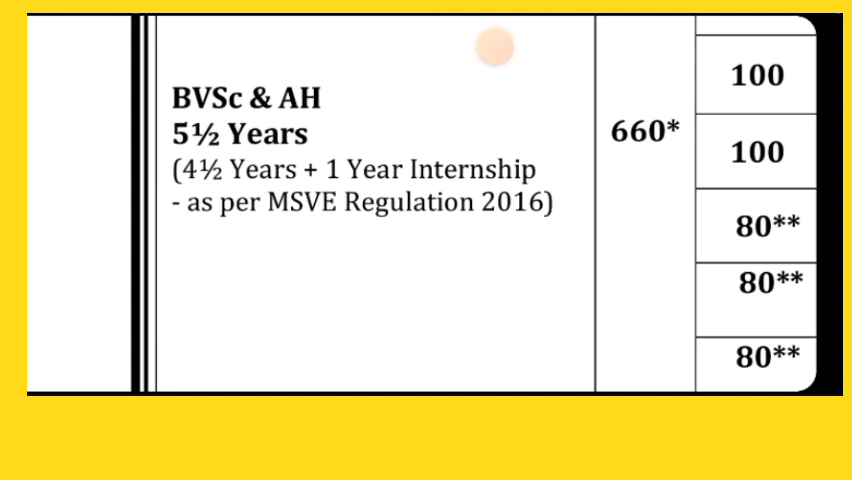 BVSc & AH
5½ Years
(4½ Years + 1 Year Internship
- as per MSVE Regulation 2016)
660*
100
100
80**
80**
80**